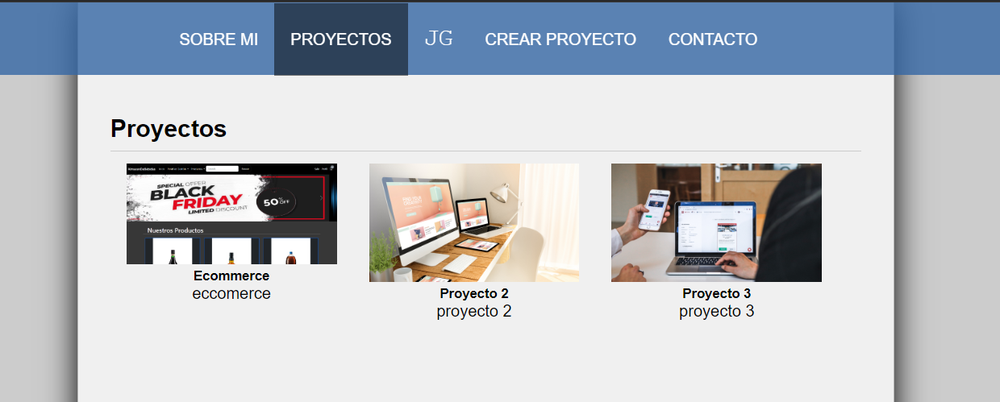 SOBRE MI
PROYECTOS
JG
CREAR PROYECTO
CONTACTO
Proyectos
SPECIAL OFFER
BLACK
FRIDAY
LIMITED DISCOUNT
50% OFF
Nuestros Productos
Ecommerce
eccomerce
Proyecto 2
proyecto 2
Proyecto 3
proyecto 3